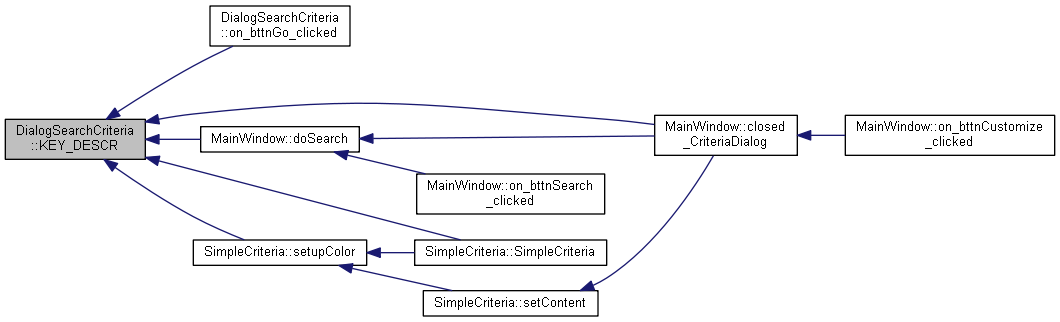 DialogSearchCriteria
::on_bttnGo_clicked
DialogSearchCriteria
::KEY_DESCR
MainWindow::doSearch
MainWindow::closed
_CriteriaDialog
MainWindow::on_bttnCustomize
_clicked
MainWindow::on_bttnSearch
_clicked
SimpleCriteria::setupColor
SimpleCriteria::SimpleCriteria
SimpleCriteria::setContent